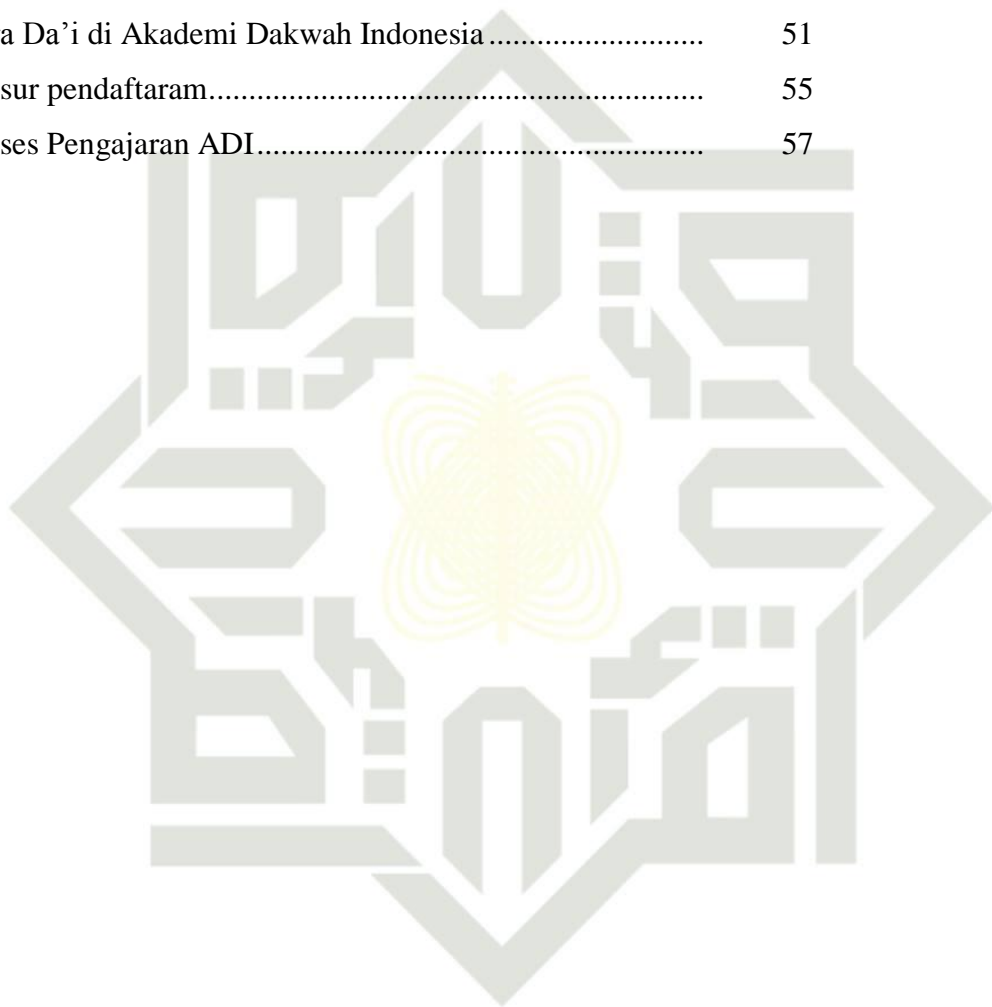 a Da’i di Akademi Dakwah Indonesia ........................... 51
sur pendaftaram.............................................................. 55
ses Pengajaran ADI........................................................ 57